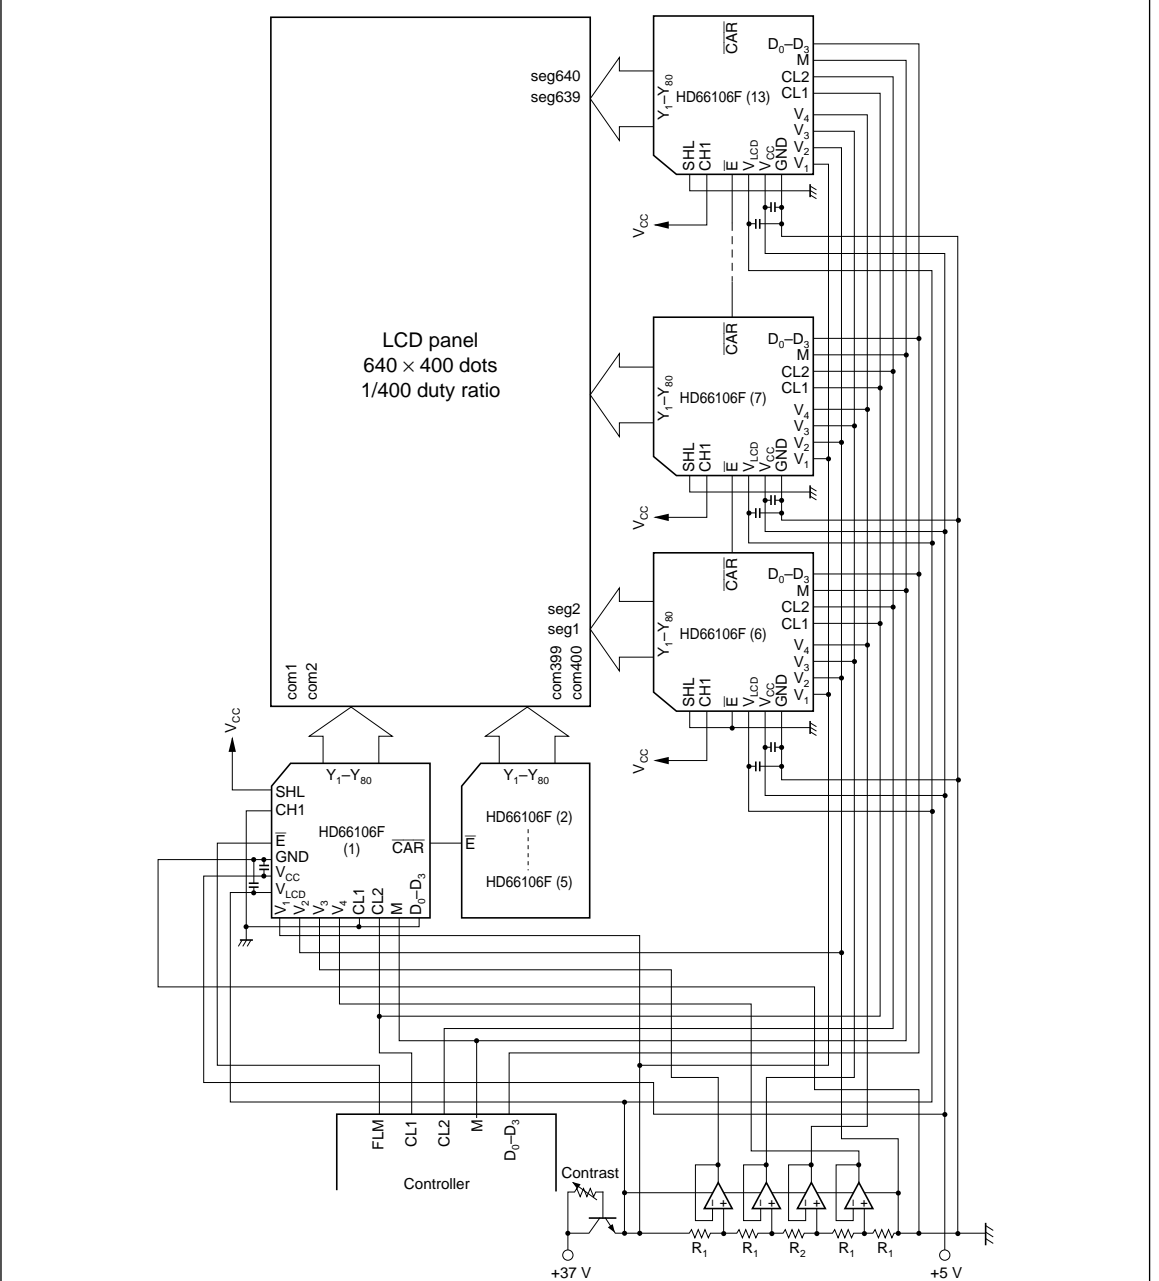 seg640
seg639
LCD panel
640 × 400 dots
1/400 duty ratio
seg2
seg1
com1
com2
com399
com400
CAR
Y1–Y80
HD66106F (13)
D0–D3
M
CL2
CL1
V4
V3
V2
V1
SHL
CH1
E
VLCD
VCC
GND
VCC
CAR
Y1–Y80
HD66106F (7)
D0–D3
M
CL2
CL1
V4
V3
V2
V1
SHL
CH1
E
VLCD
VCC
GND
VCC
CAR
Y1–Y80
HD66106F (6)
D0–D3
M
CL2
CL1
V4
V3
V2
V1
SHL
CH1
E
VLCD
VCC
GND
VCC
VCC
Y1–Y80
SHL
CH1
E
GND
VCC
VLCD
HD66106F
(1)
CAR
V1
V2
V3
V4
CL1
CL2
M
D0–D3
Y1–Y80
E
HD66106F (2)
HD66106F (5)
FLM
CL1
CL2
M
D0–D3
Controller
Contrast
– +
– +
– +
– +
R1
R1
R2
R1
R1
+37 V
+5 V